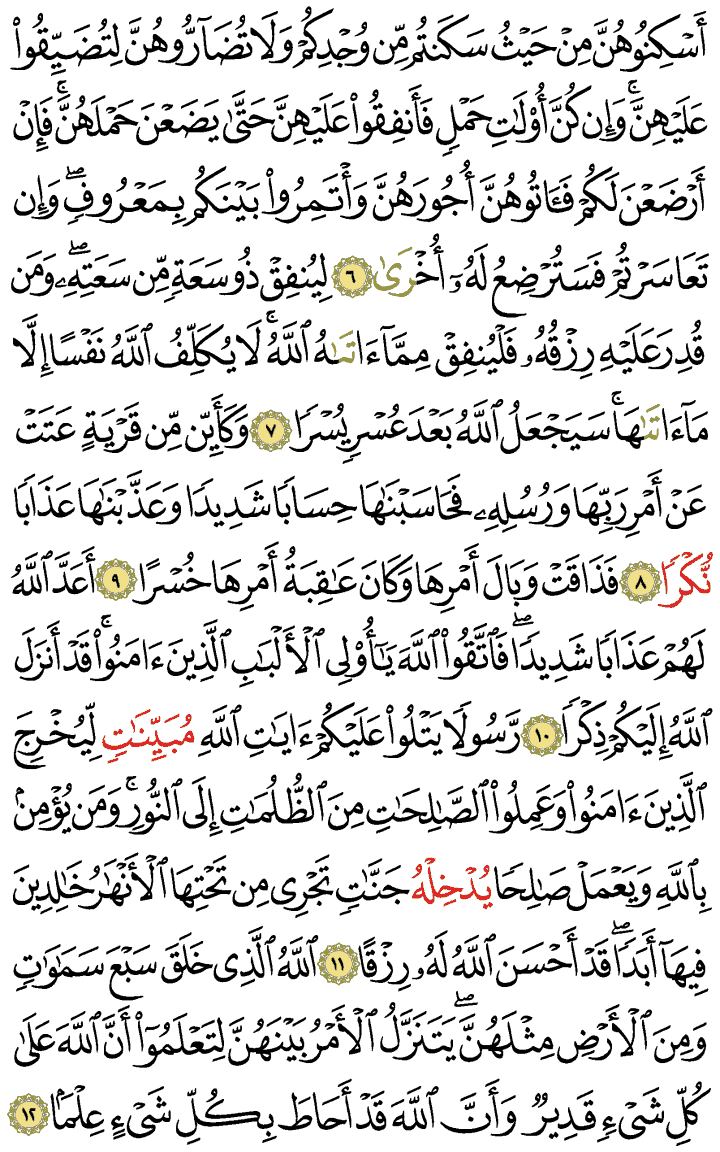 أَسْكِنُوهُنَّ مِنْ حَيْثُ سَكَنتُم مِّن وُجْدِكُمْ وَلَا تُضَآرُّوهُنَّ لِتُضَيِّقُوا۟
عَلَيْهِنَّ ۚ وَإِن كُنَّ أُو۟لَٰتِ حَمْلٍ فَأَنفِقُوا۟ عَلَيْهِنَّ حَتَّىٰ يَضَعْنَ حَمْلَهُنَّ ۚ فَإِنْ
أَرْضَعْنَ لَكُمْ فَـَٔاتُوهُنَّ أُجُورَهُنَّ وَأْتَمِرُوا۟ بَيْنَكُم بِمَعْرُوفٍ ۖ وَإِن
تَعَاسَرْتُمْ فَسَتُرْضِعُ لَهُۥٓ أُخْرَىٰ ٦ لِيُنفِقْ ذُو سَعَةٍ مِّن سَعَتِهِۦ ۖ وَمَن
قُدِرَ عَلَيْهِ رِزْقُهُۥ فَلْيُنفِقْ مِمَّآ ءَاتَىٰهُ ٱللَّهُ ۚ لَا يُكَلِّفُ ٱللَّهُ نَفْسًا إِلَّا
مَآ ءَاتَىٰهَا ۚ سَيَجْعَلُ ٱللَّهُ بَعْدَ عُسْرٍ يُسْرًا ٧ وَكَأَيِّن مِّن قَرْيَةٍ عَتَتْ
عَنْ أَمْرِ رَبِّهَا وَرُسُلِهِۦ فَحَاسَبْنَٰهَا حِسَابًا شَدِيدًا وَعَذَّبْنَٰهَا عَذَابًا
نُّكْرًا ٨ فَذَاقَتْ وَبَالَ أَمْرِهَا وَكَانَ عَٰقِبَةُ أَمْرِهَا خُسْرًا ٩ أَعَدَّ ٱللَّهُ
لَهُمْ عَذَابًا شَدِيدًا ۖ فَٱتَّقُوا۟ ٱللَّهَ يَٰٓأُو۟لِى ٱلْأَلْبَٰبِ ٱلَّذِينَ ءَامَنُوا۟ ۚ قَدْ أَنزَلَ
ٱللَّهُ إِلَيْكُمْ ذِكْرًا ١٠ رَّسُولًا يَتْلُوا۟ عَلَيْكُمْ ءَايَٰتِ ٱللَّهِ مُبَيِّنَٰتٍ لِّيُخْرِجَ
ٱلَّذِينَ ءَامَنُوا۟ وَعَمِلُوا۟ ٱلصَّٰلِحَٰتِ مِنَ ٱلظُّلُمَٰتِ إِلَى ٱلنُّورِ ۚ وَمَن يُؤْمِنۢ
بِٱللَّهِ وَيَعْمَلْ صَٰلِحًا يُدْخِلْهُ جَنَّٰتٍ تَجْرِى مِن تَحْتِهَا ٱلْأَنْهَٰرُ خَٰلِدِينَ
فِيهَآ أَبَدًا ۖ قَدْ أَحْسَنَ ٱللَّهُ لَهُۥ رِزْقًا ١١ ٱللَّهُ ٱلَّذِى خَلَقَ سَبْعَ سَمَٰوَٰتٍ
وَمِنَ ٱلْأَرْضِ مِثْلَهُنَّ ۖ يَتَنَزَّلُ ٱلْأَمْرُ بَيْنَهُنَّ لِتَعْلَمُوٓا۟ أَنَّ ٱللَّهَ عَلَىٰ
كُلِّ شَىْءٍ قَدِيرٌ وَأَنَّ ٱللَّهَ قَدْ أَحَاطَ بِكُلِّ شَىْءٍ عِلْمًۢا ١٢